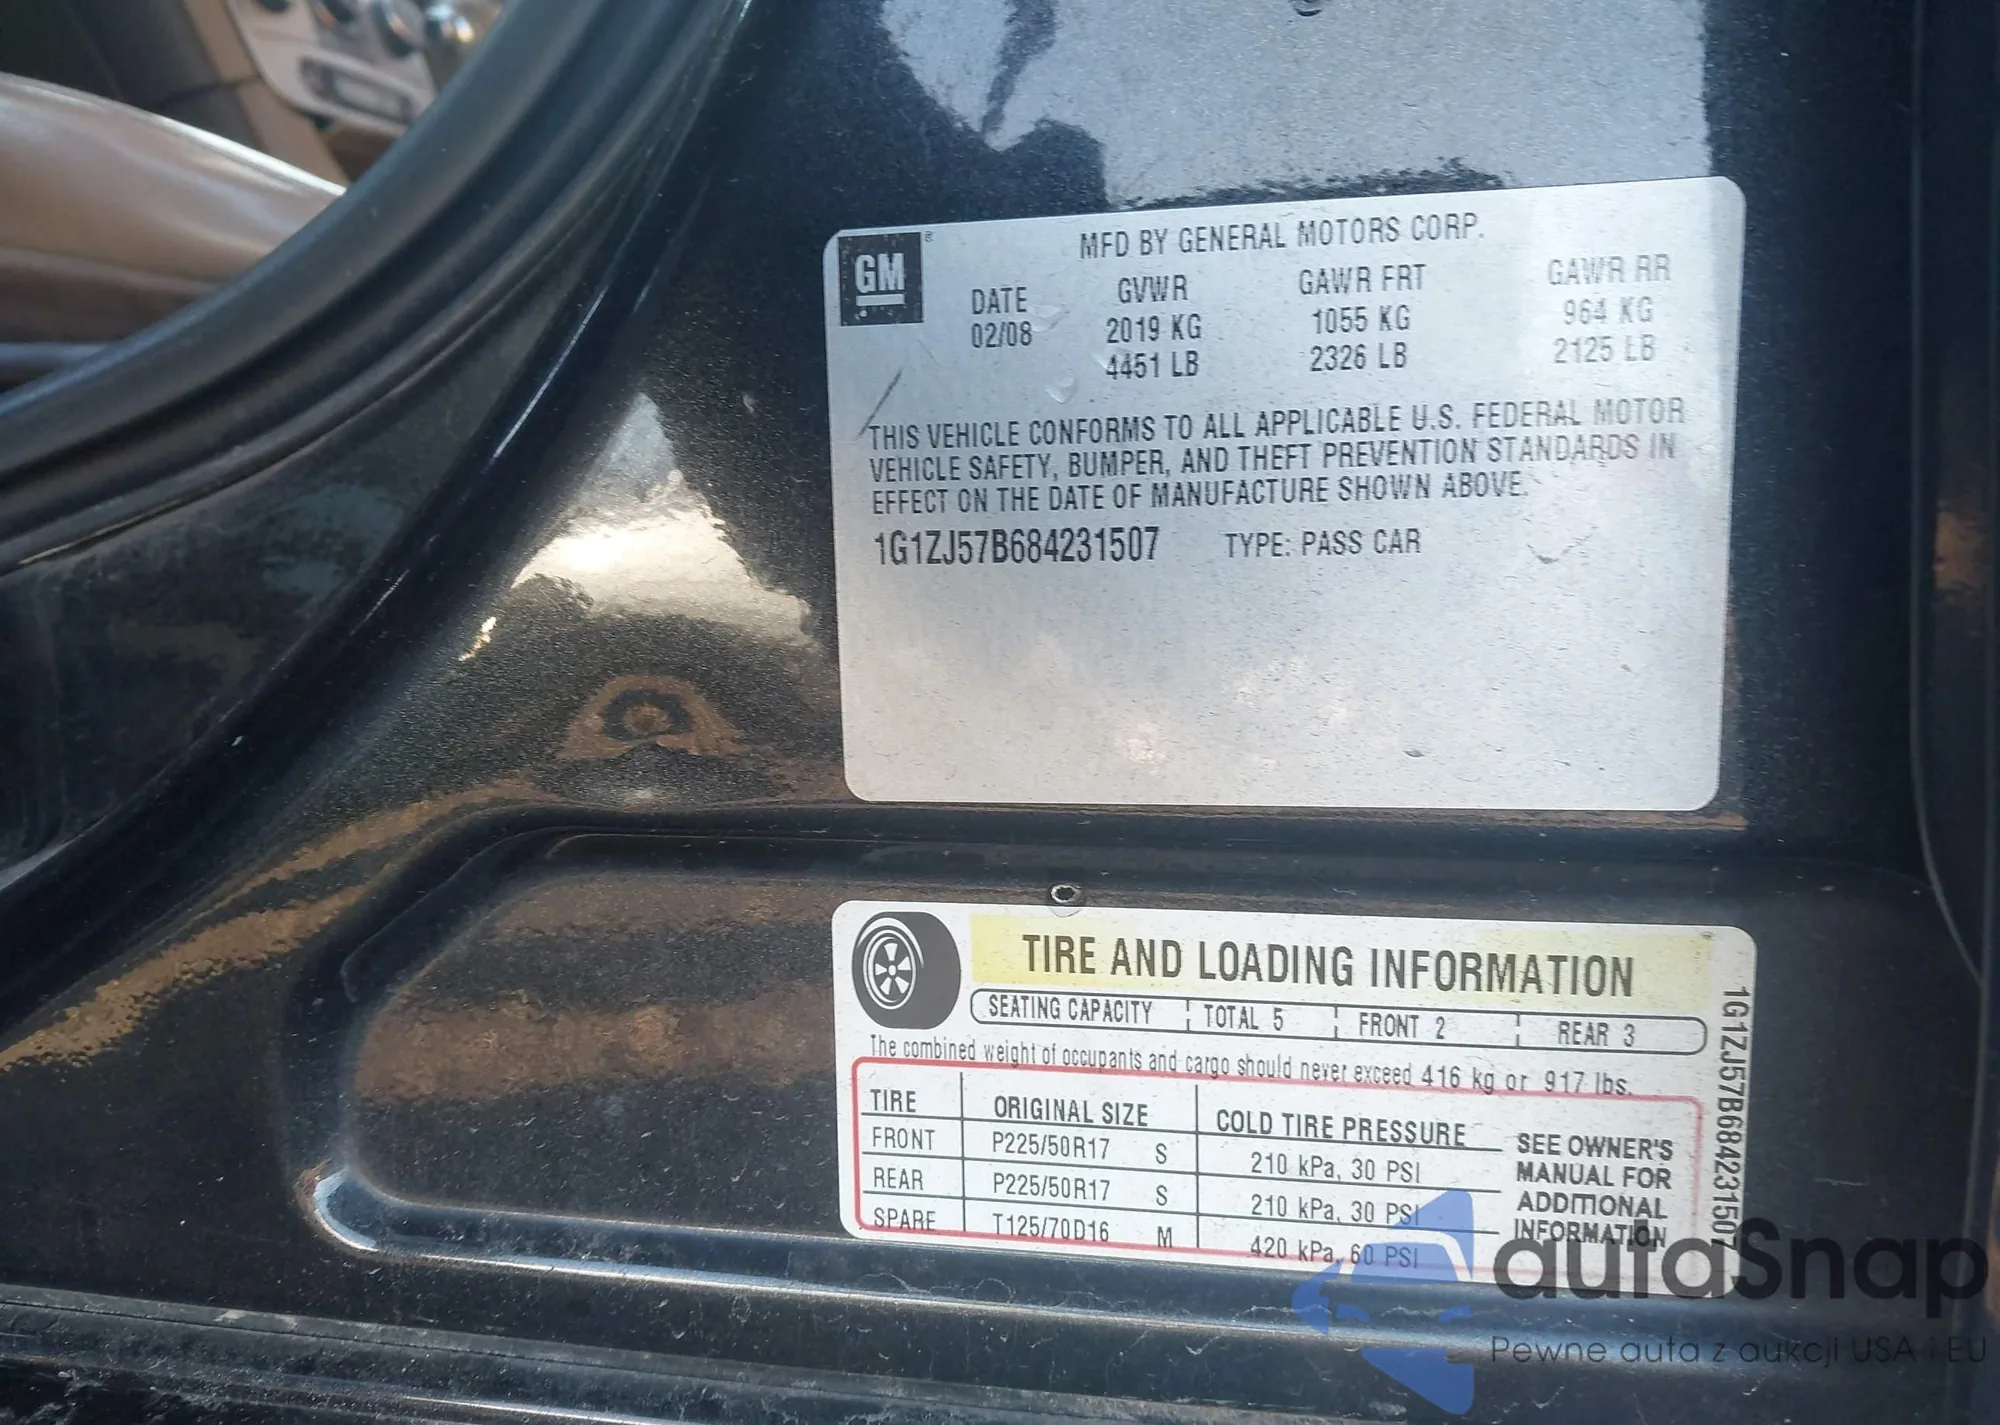 GM
MFD BY GENERAL MOTORS CORP.
DATE GVWR GAWR FRT GAWR RR
02/08 2019 KG 1055 KG 964 KG
4451 LB 2326 LB 2125 LB
THIS VEHICLE CONFORMS TO ALL APPLICABLE U.S. FEDERAL MOTOR
VEHICLE SAFETY, BUMPER, AND THEFT PREVENTION STANDARDS IN
EFFECT ON THE DATE OF MANUFACTURE SHOWN ABOVE.
1G1ZJ57B684231507 TYPE: PASS CAR
TIRE AND LOADING INFORMATION
SEATING CAPACITY TOTAL 5 FRONT 2 REAR 3
The combined weight of occupants and cargo should never exceed 416 kg or 917 lbs.
TIRE ORIGINAL SIZE COLD TIRE PRESSURE
FRONT P225/50R17 S 210 kPa, 30 PSI
REAR P225/50R17 S 210 kPa, 30 PSI
SPARE T125/70D16 M 420 kPa, 60 PSI
SEE OWNER'S
MANUAL FOR
ADDITIONAL
INFORMATION
1G1ZJ57B684231507
autaSnap
Pewne auta z aukcji USA i EU